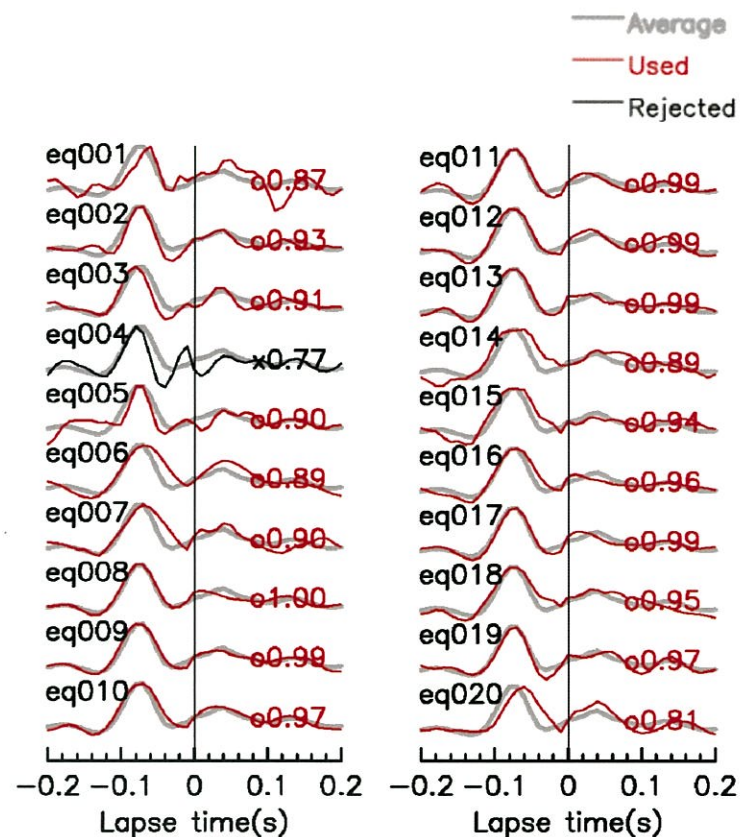 Average
Used
Rejected
eq001
o0.87
eq002
o0.93
eq003
o0.91
eq004
x0.77
eq005
o0.90
eq006
o0.89
eq007
o0.90
eq008
o1.00
eq009
o0.99
eq010
o0.97
-0.2 -0.1 0 0.1 0.2
Lapse time(s)
eq011
o0.99
eq012
o0.99
eq013
o0.99
eq014
o0.89
eq015
o0.94
eq016
o0.96
eq017
o0.99
eq018
o0.95
eq019
o0.97
eq020
o0.81
-0.2 -0.1 0 0.1 0.2
Lapse time(s)